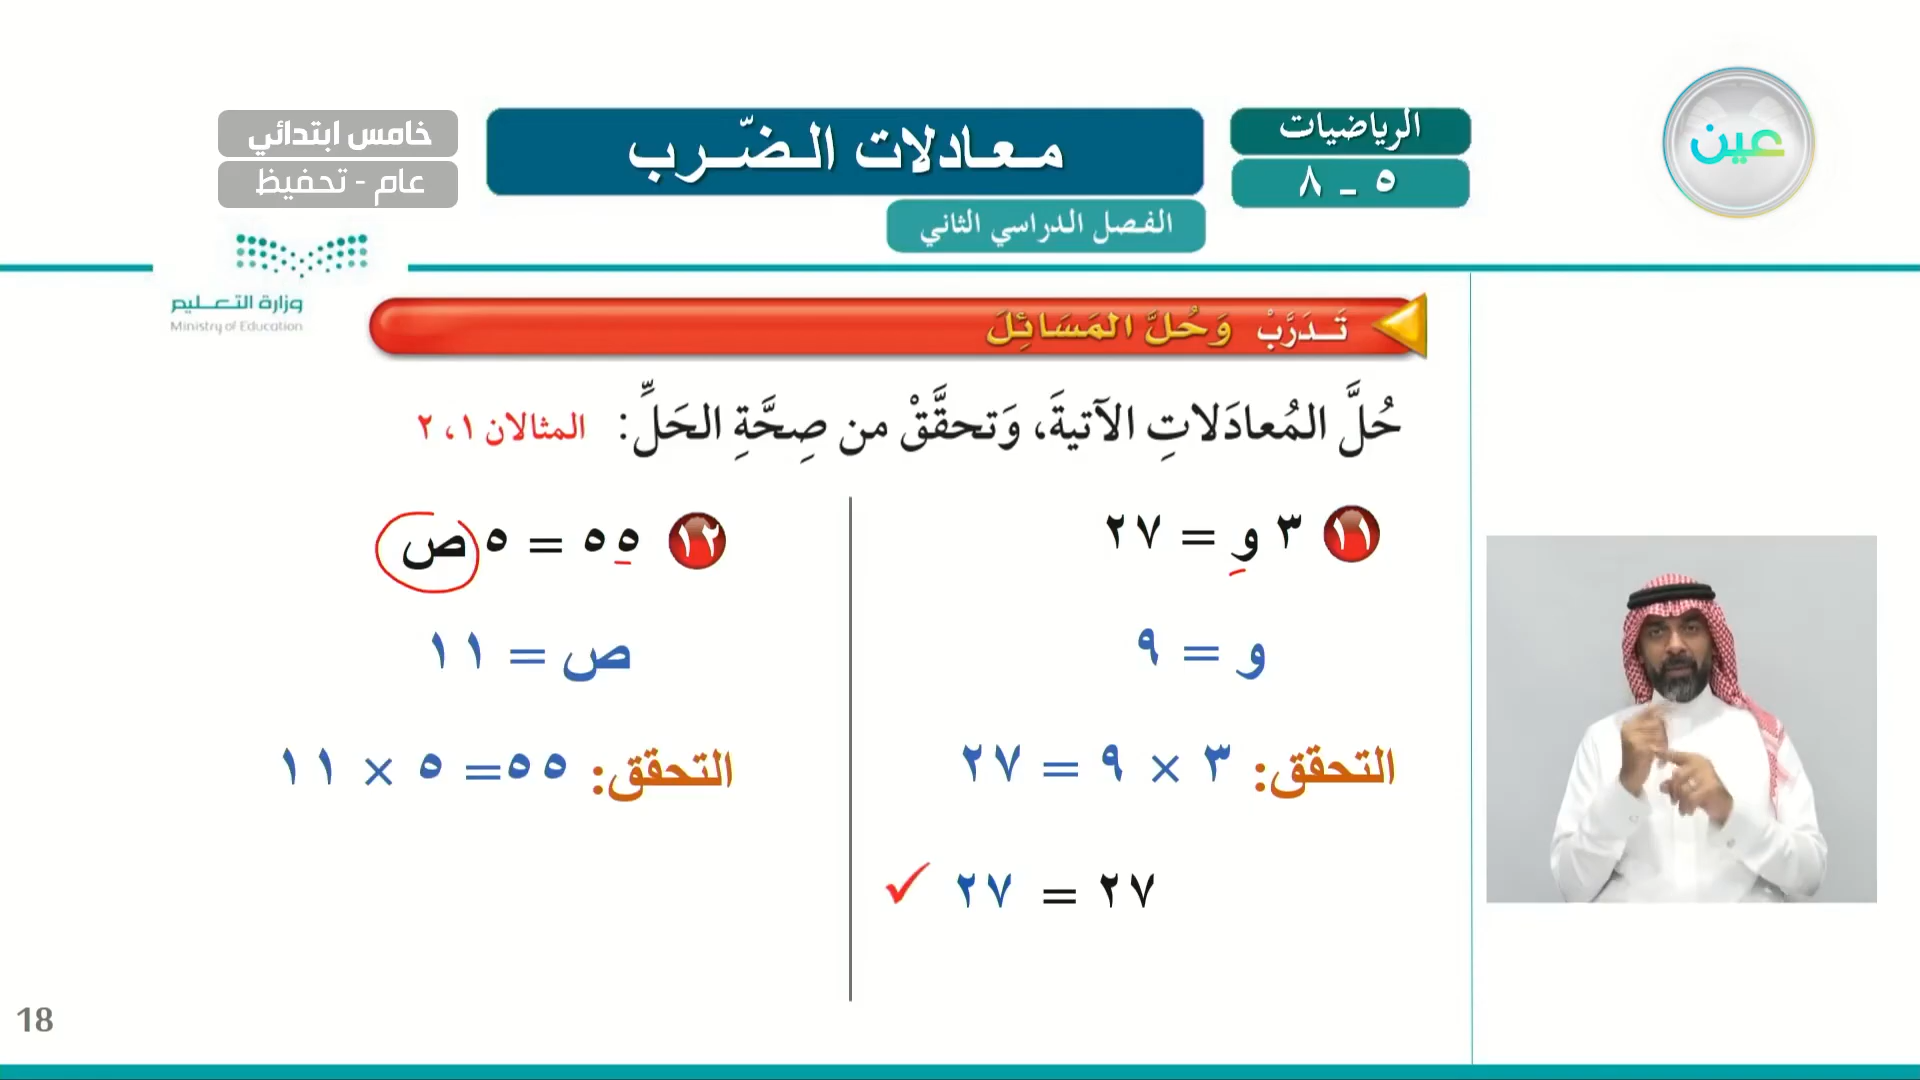 عين
الرياضيات
٥ - ٨
معادلات الضّرب
الفصل الدراسي الثاني
خامس ابتدائي
عام - تحفيظ
وزارة التعليم
Ministry of Education
تَدَرَّبْ وَحُلَّ المَسَائِلَ
حُلَّ المُعادَلاتِ الآتيةَ، وَتحقَّقْ من صِحَّةِ الحَلِّ: المثالان ١، ٢
١١ ٣ و = ٢٧
و = ٩
التحقق: ٣ × ٩ = ٢٧
٢٧ = ٢٧ ✓
١٢ ٥٥ = ٥ ص
ص = ١١
التحقق: ٥٥ = ٥ × ١١
18